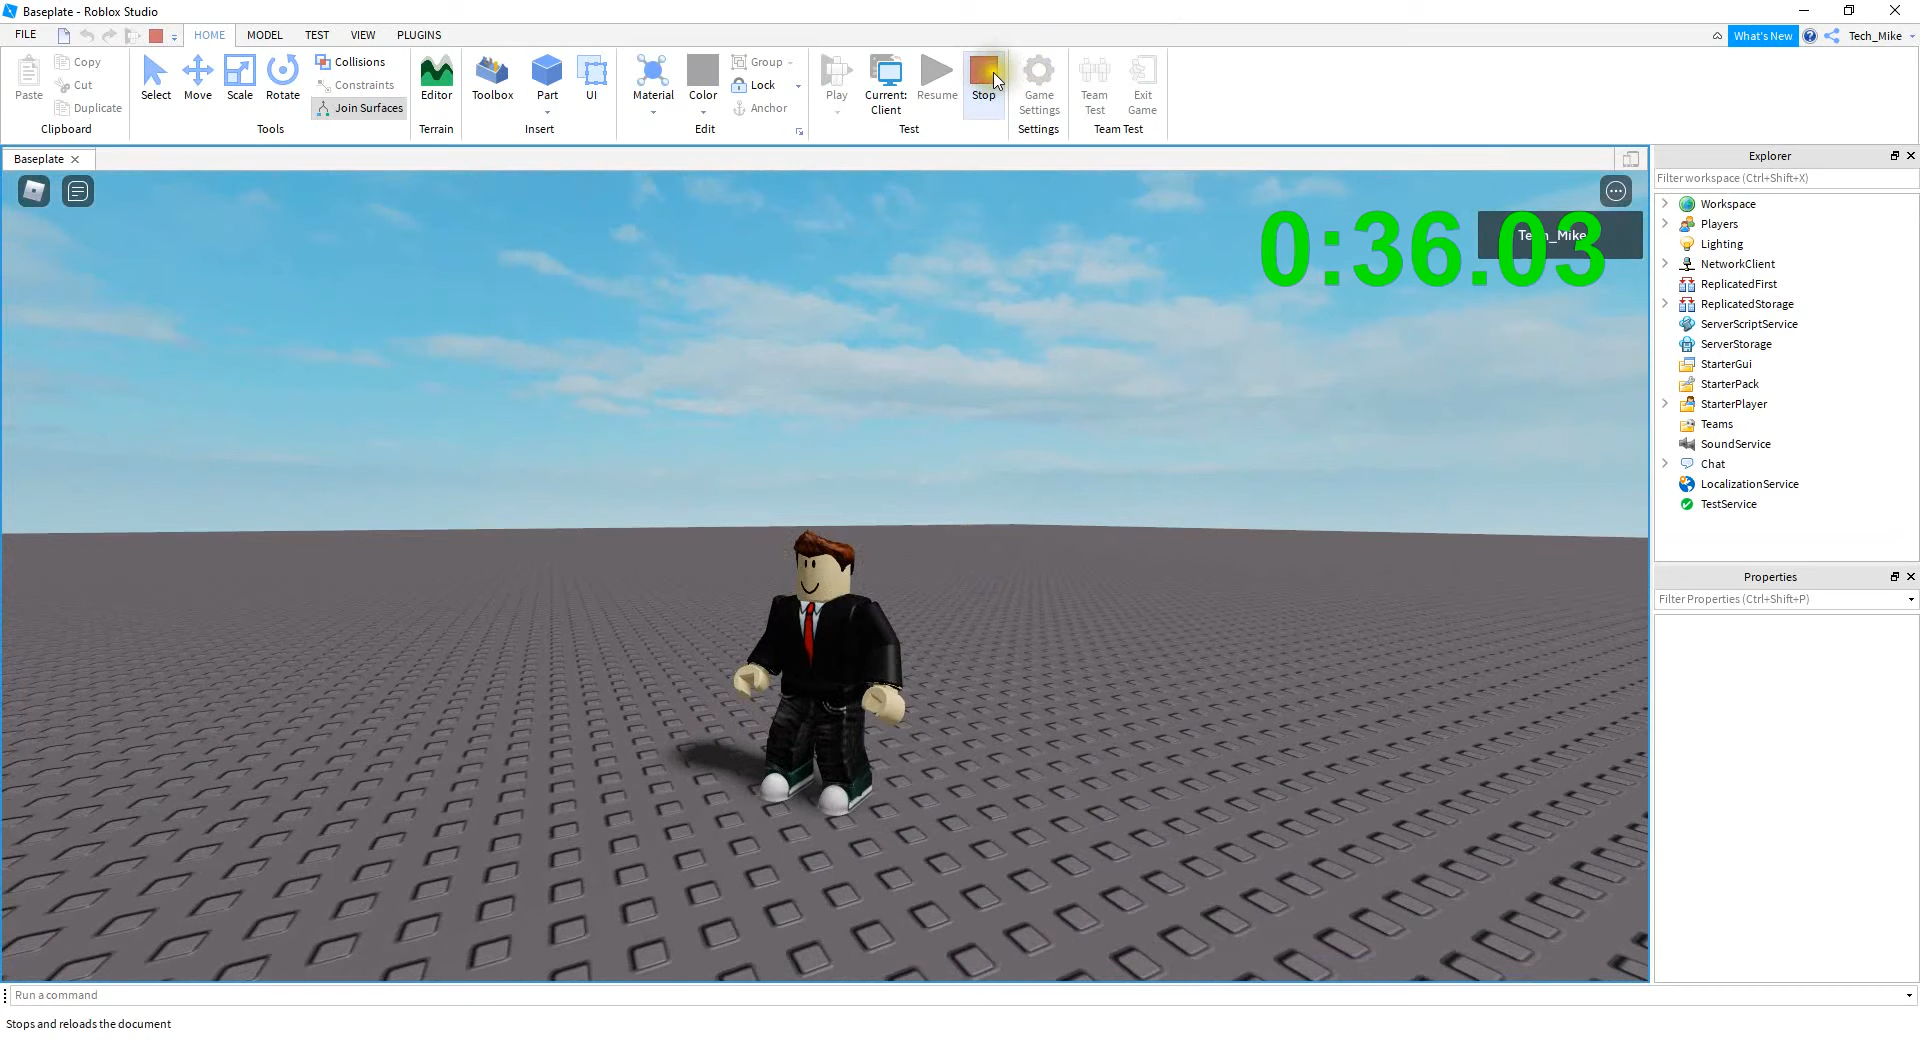 Baseplate - Roblox Studio
FILE HOME MODEL TEST VIEW PLUGINS What's New Tech_Mike
Paste Copy Cut Duplicate
Clipboard
Select Move Scale Rotate Collisions Constraints Join Surfaces
Tools
Editor
Terrain
Toolbox Part UI
Insert
Material Color Group Lock Anchor
Edit
Play Current: Client Resume Stop
Test
Game Settings
Settings
Team Test Exit Game
Team Test
Baseplate
0:36.03
Tech_Mike
Explorer
Filter workspace (Ctrl+Shift+X)
Workspace
Players
Lighting
NetworkClient
ReplicatedFirst
ReplicatedStorage
ServerScriptService
ServerStorage
StarterGui
StarterPack
StarterPlayer
Teams
SoundService
Chat
LocalizationService
TestService
Properties
Filter Properties (Ctrl+Shift+P)
Run a command
Stops and reloads the document